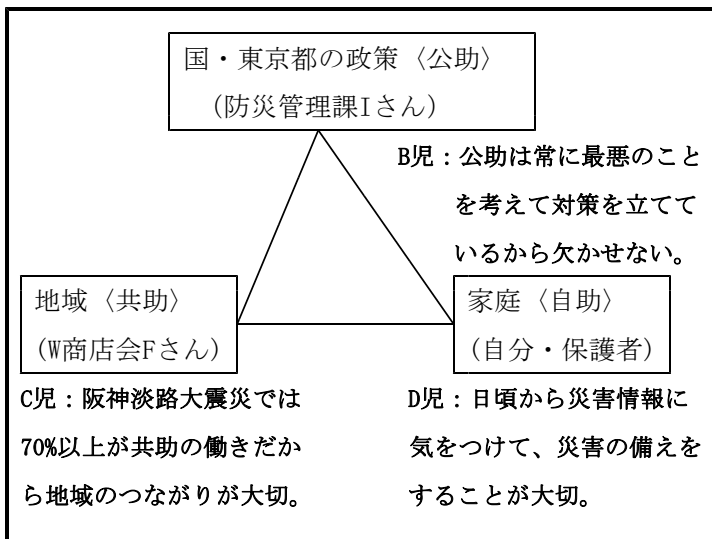 国・東京都の政策〈公助〉
(防災管理課Iさん)
B児：公助は常に最悪のこと
を考えて対策を立てて
いるから欠かせない。
地域〈共助〉
(W商店会Fさん)
家庭〈自助〉
(自分・保護者)
C児：阪神淡路大震災では
70%以上が共助の働きだか
ら地域のつながりが大切。
D児：日頃から災害情報に
気をつけて、災害の備えを
することが大切。